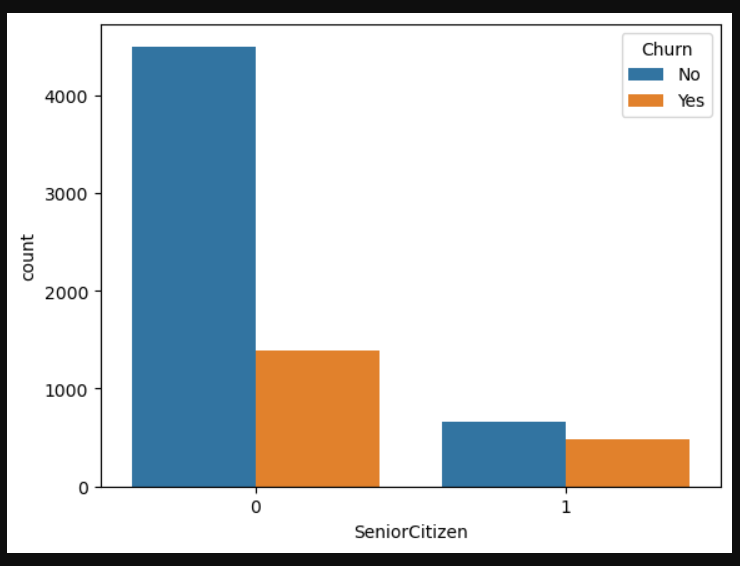 Churn
No
Yes
4000
3000
2000
1000
0
count
0 1
SeniorCitizen